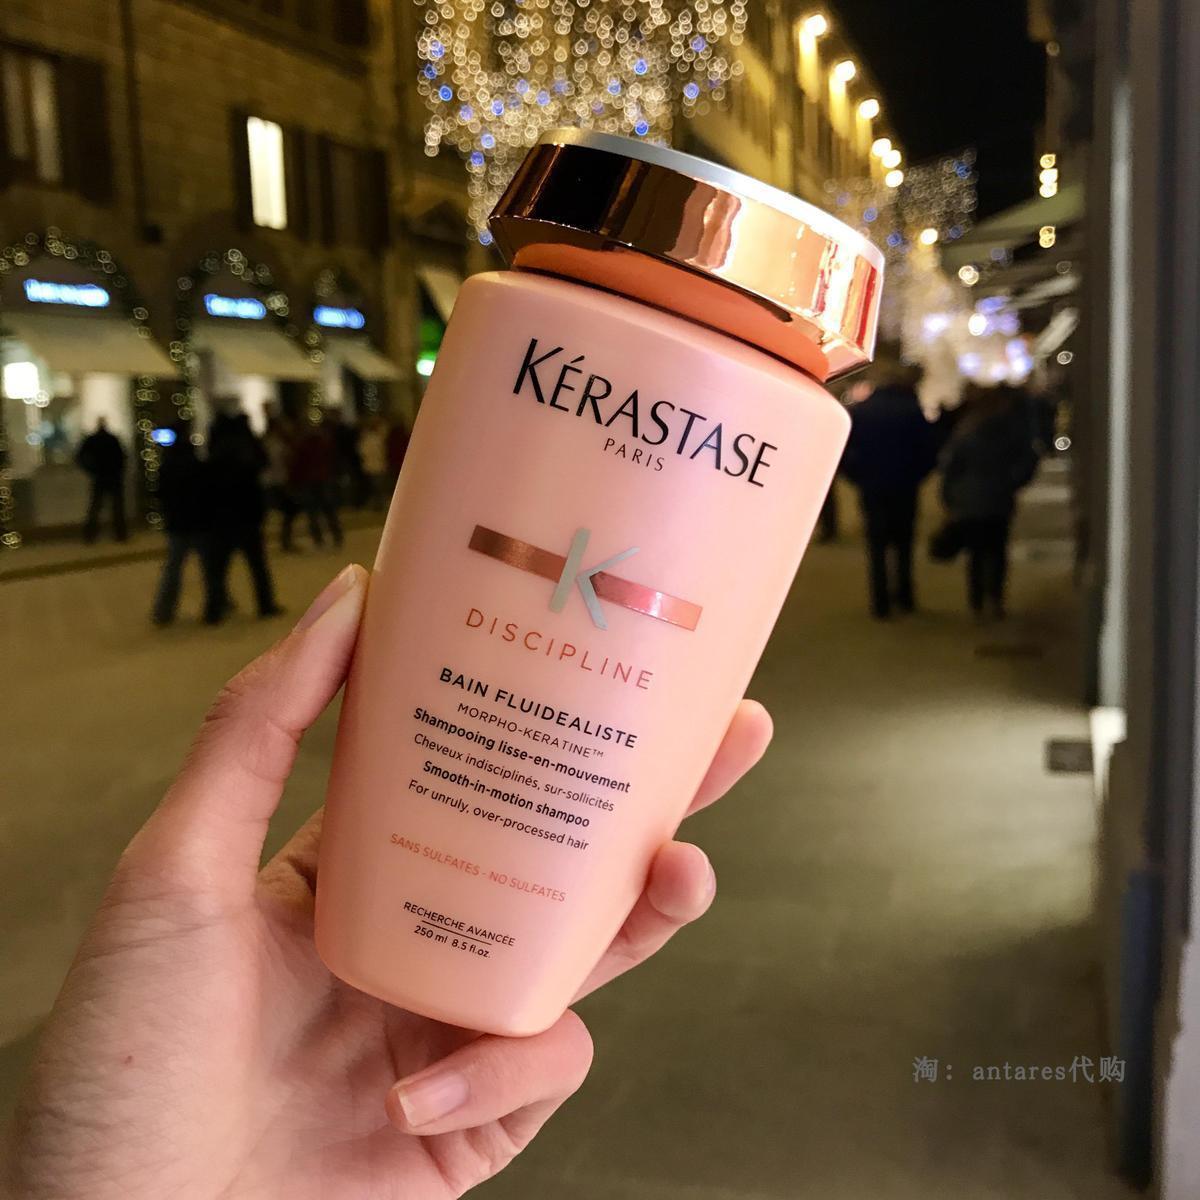 KÉRASTASE
PARIS
K
DISCIPLINE
BAIN FLUIDEALISTE
MORPHO-KERATINE™
Shampooing lisse-en-mouvement
Cheveux indisciplinés, sur-sollicités
Smooth-in-motion shampoo
For unruly, over-processed hair
SANS SULFATES - NO SULFATES
RECHERCHE AVANCÉE
250 ml 8.5 fl.oz.
淘：antares代购